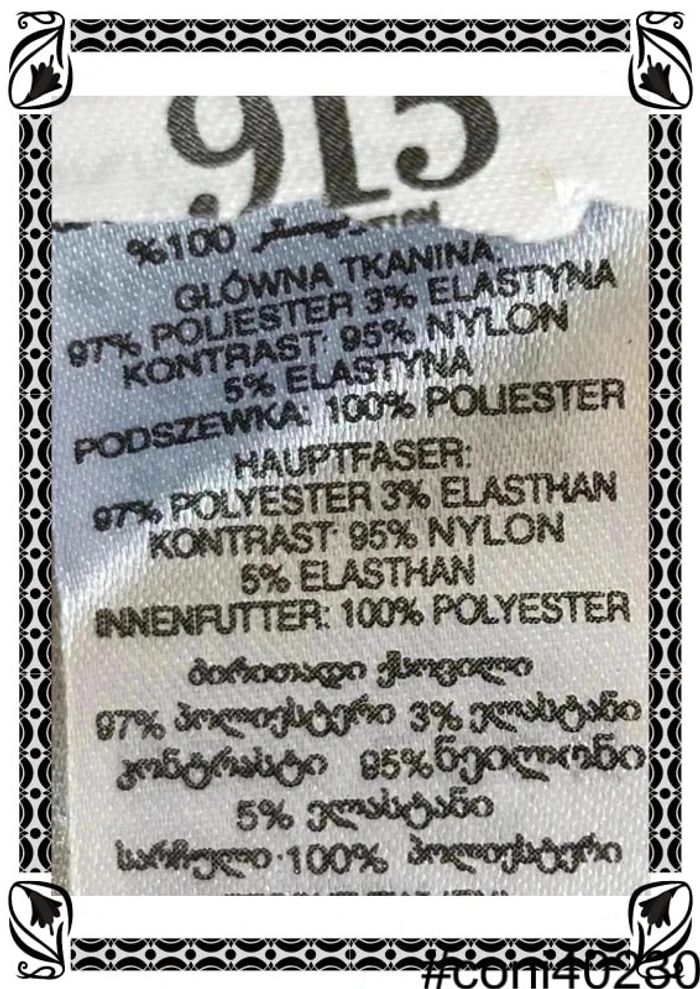 915
%100
GŁÓWNA TKANINA:
97% POLIESTER 3% ELASTYNA
KONTRAST: 95% NYLON
5% ELASTYNA
PODSZEWKA: 100% POLIESTER
HAUPTFASER:
97% POLYESTER 3% ELASTHAN
KONTRAST: 95% NYLON
5% ELASTHAN
INNENFUTTER: 100% POLYESTER
ძირითადი ქსოვილი
97% პოლიესტერი 3% ელასტანი
კონტრასტი 95% ნეილონი
5% ელასტანი
სარჩული 100% პოლიესტერი
#coni40230